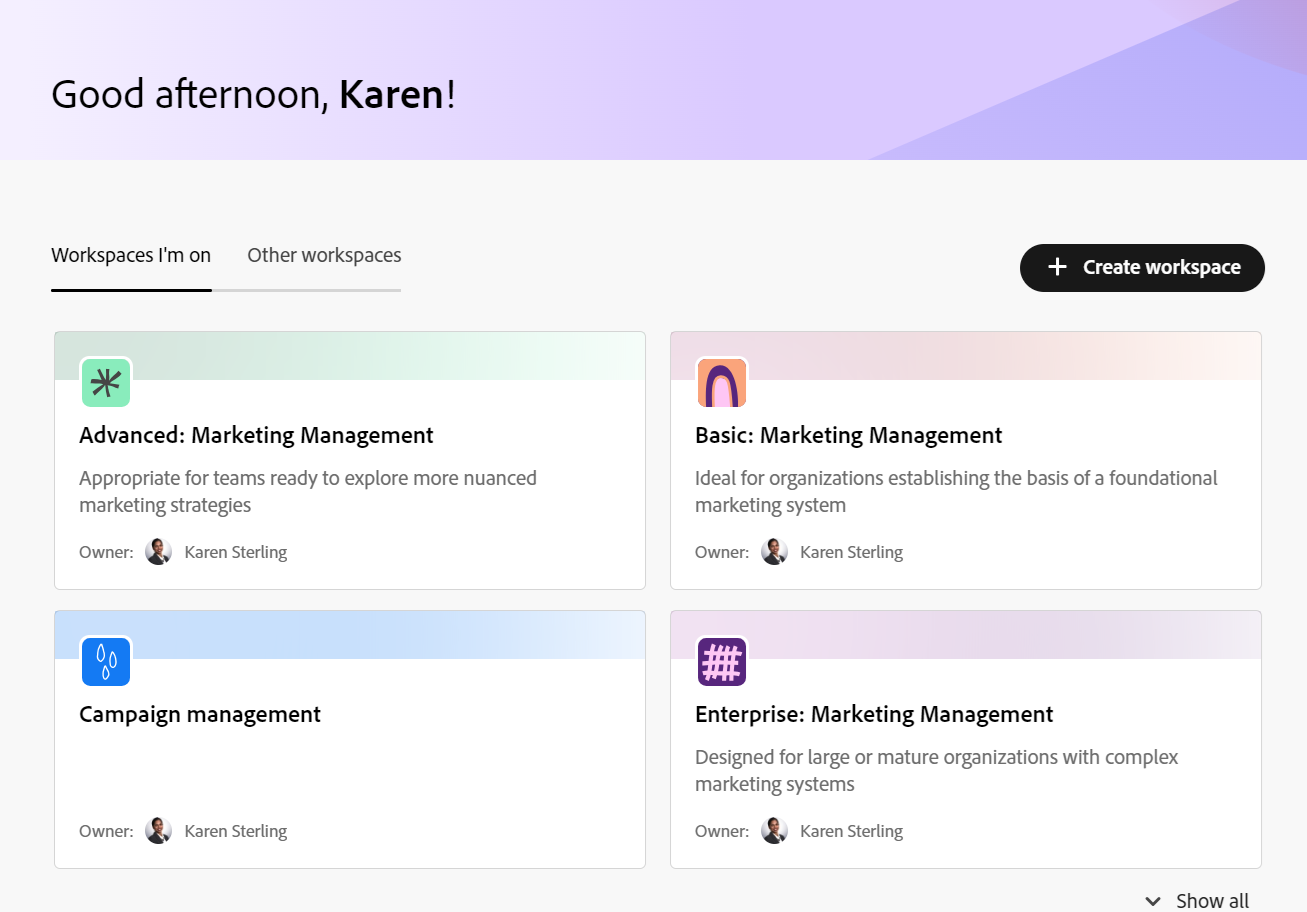 Good afternoon, Karen!
Workspaces I'm on
Other workspaces
Create workspace
Advanced: Marketing Management
Appropriate for teams ready to explore more nuanced
marketing strategies
Owner: Karen Sterling
Basic: Marketing Management
Ideal for organizations establishing the basis of a foundational
marketing system
Owner: Karen Sterling
Campaign management
Owner: Karen Sterling
Enterprise: Marketing Management
Designed for large or mature organizations with complex
marketing systems
Owner: Karen Sterling
Show all